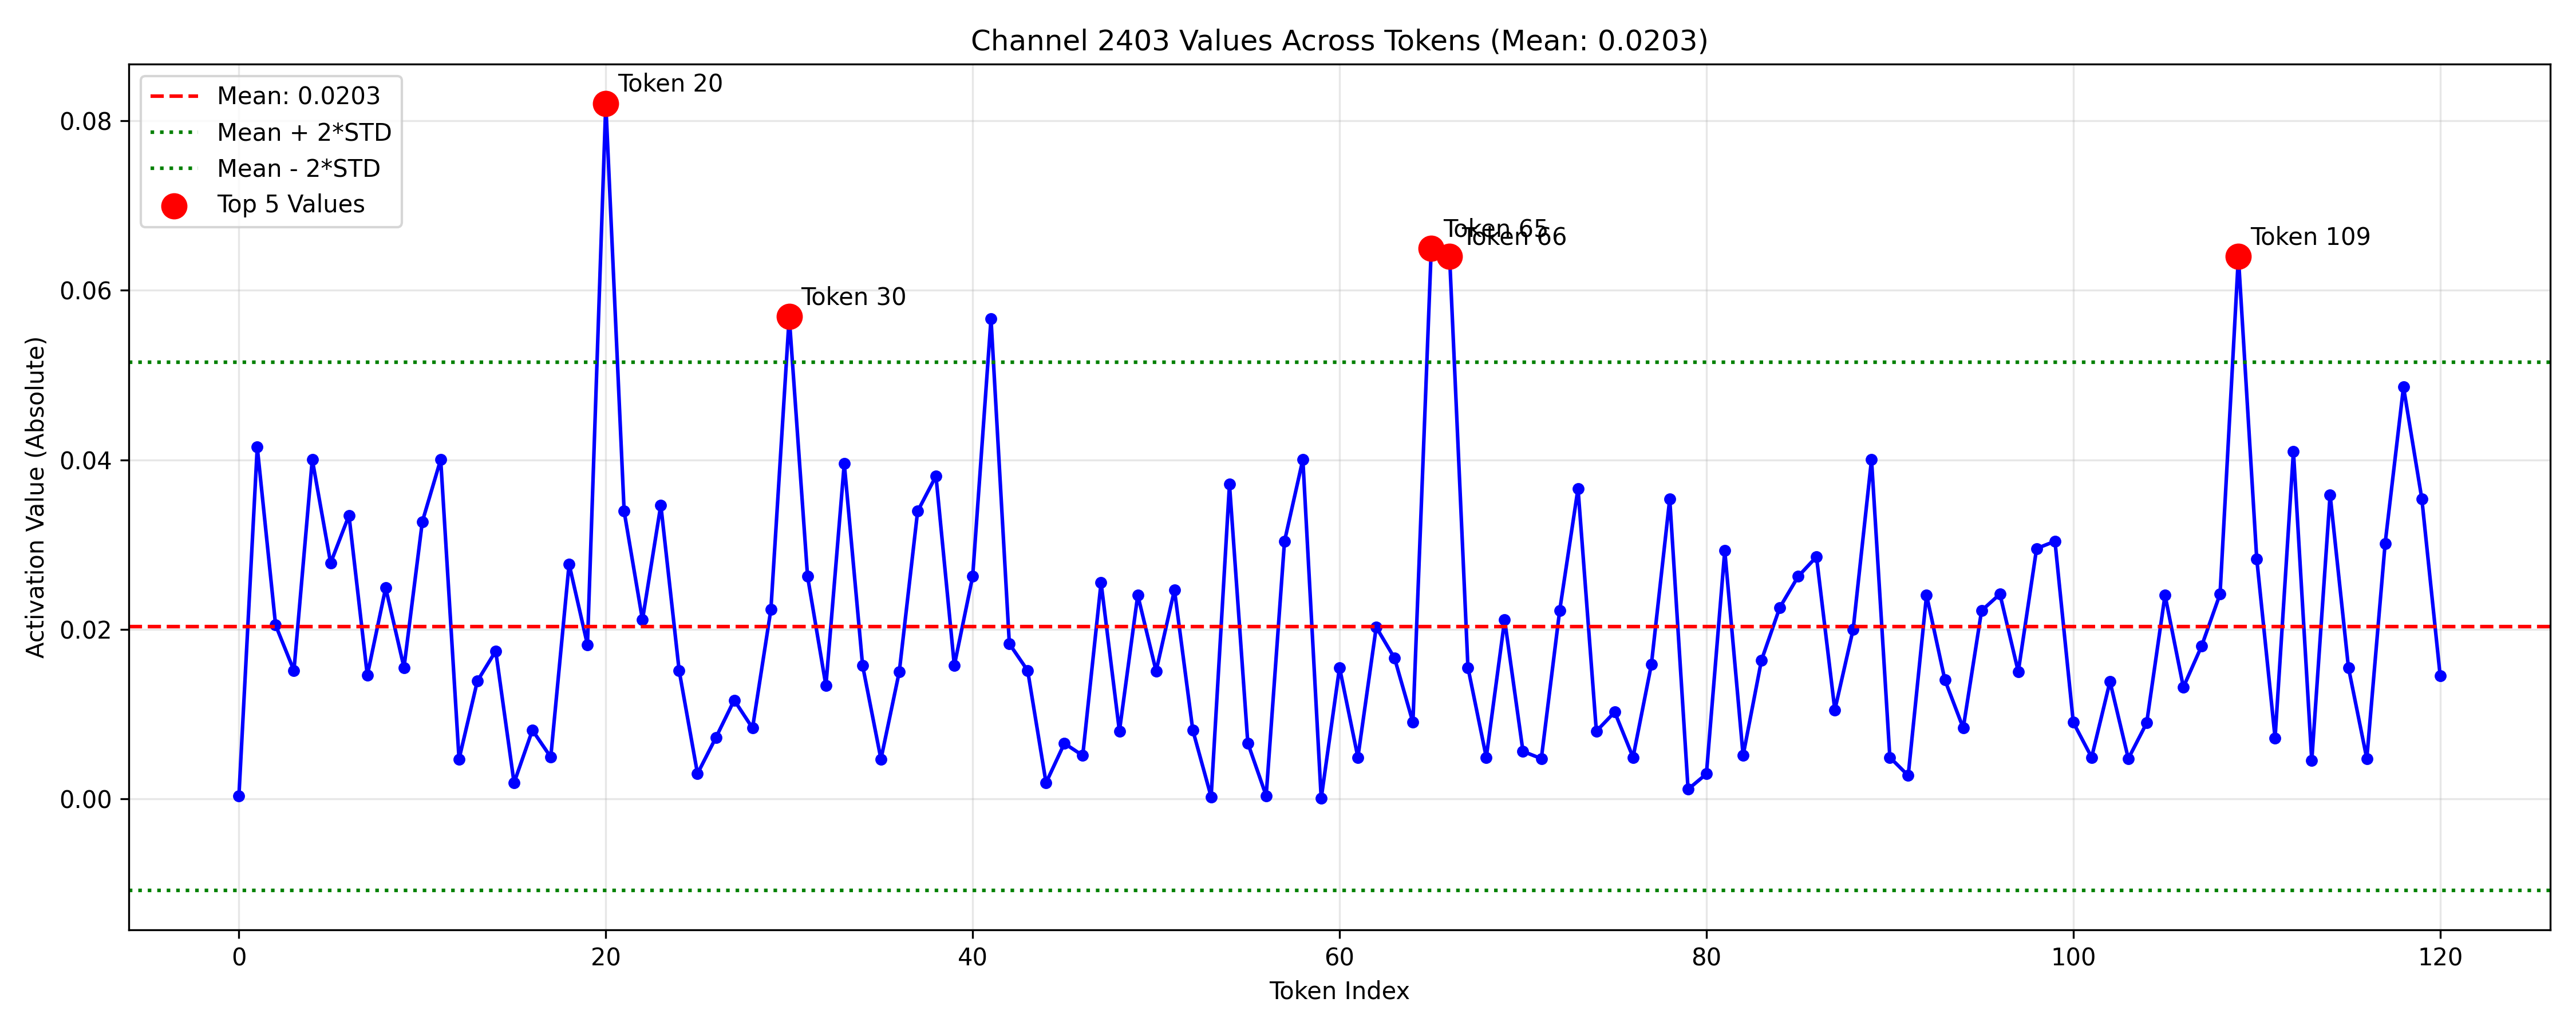 Channel 2403 Values Across Tokens (Mean: 0.0203)
Mean: 0.0203
Mean + 2*STD
Mean - 2*STD
Top 5 Values
Token 20
Token 30
Token 65
Token 66
Token 109
Activation Value (Absolute)
0.08
0.06
0.04
0.02
0.00
0
20
40
60
80
100
120
Token Index